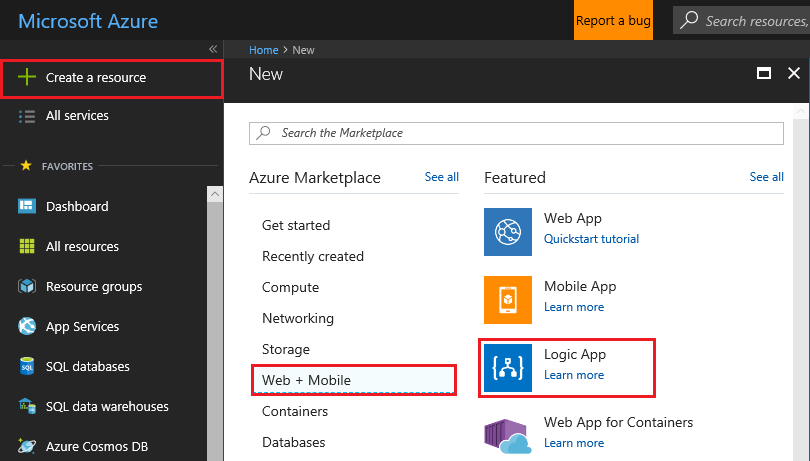 Microsoft Azure
Report a bug
Search resources,
Create a resource
All services
FAVORITES
Dashboard
All resources
Resource groups
App Services
SQL databases
SQL data warehouses
Azure Cosmos DB
Home > New
New
Search the Marketplace
Azure Marketplace
See all
Get started
Recently created
Compute
Networking
Storage
Web + Mobile
Containers
Databases
Featured
See all
Web App
Quickstart tutorial
Mobile App
Learn more
Logic App
Learn more
Web App for Containers
Learn more